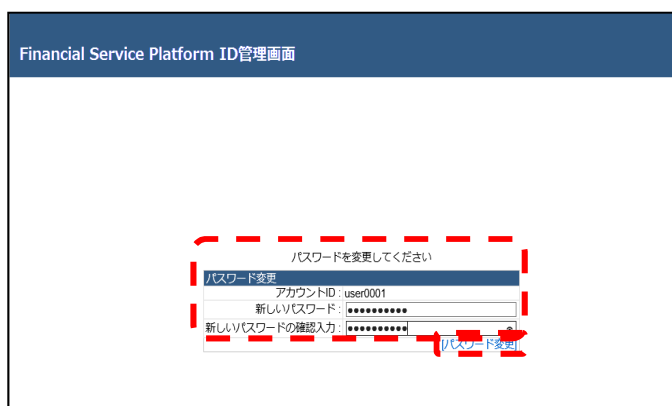 Financial Service Platform ID管理画面
パスワードを変更してください
パスワード変更
アカウントID : user0001
新しいパスワード : ●●●●●●●●●●
新しいパスワードの確認入力 : ●●●●●●●●●●
[パスワード変更]